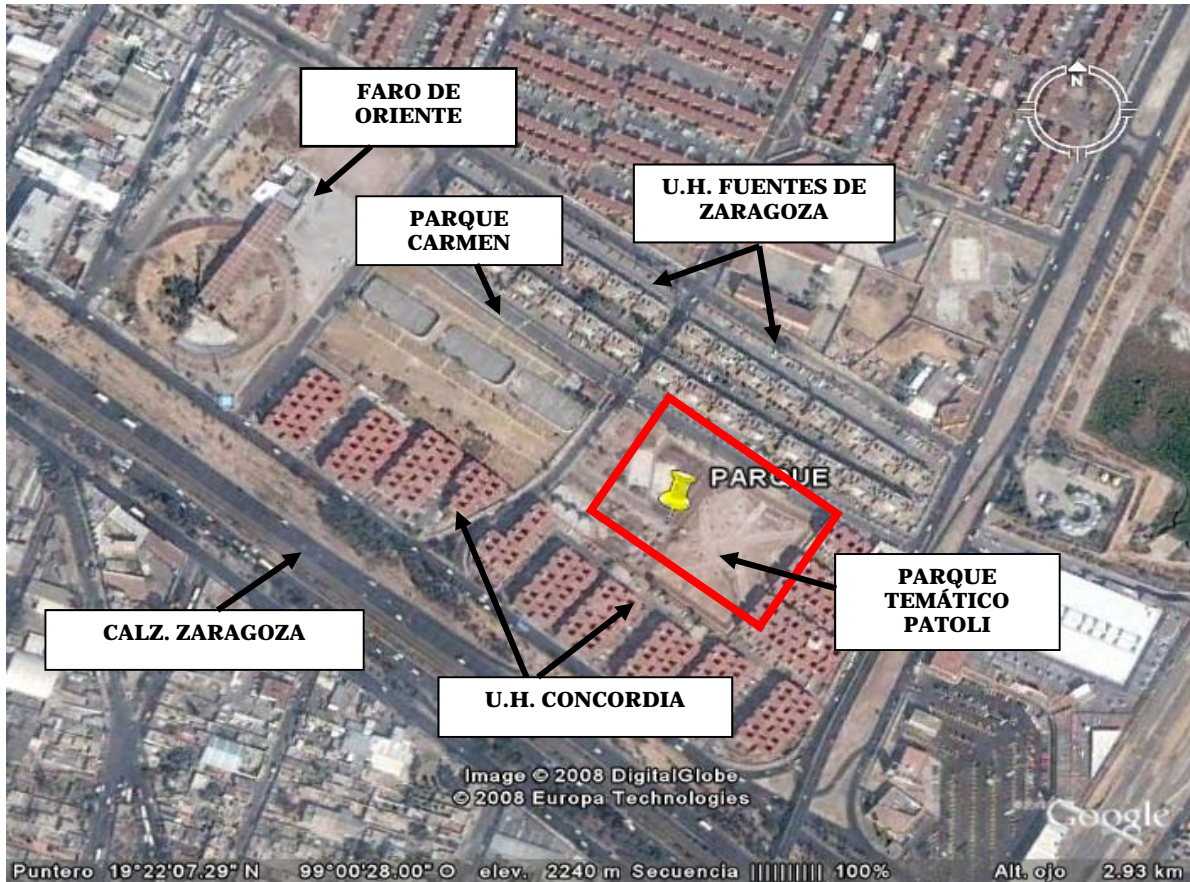 FARO DE
ORIENTE
N
U.H. FUENTES DE
ZARAGOZA
PARQUE
CARMEN
PARQUE
PARQUE
TEMÁTICO
PATOLI
CALZ. ZARAGOZA
U.H. CONCORDIA
Image © 2008 DigitalGlobe
© 2008 Europa Technologies
Google
Puntero 19°22'07.29" N 99°00'28.00" O elev. 2240 m Secuencia 100% Alt. ojo 2.93 km